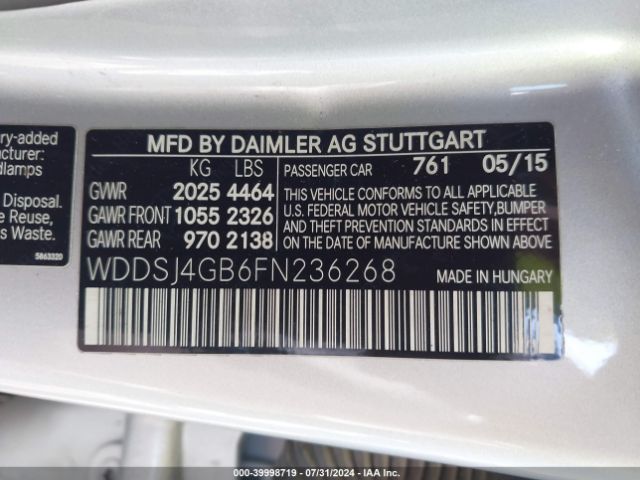 ry-added
acturer:
dlamps
Disposal.
e Reuse,
s Waste.
5863320
MFD BY DAIMLER AG STUTTGART
KG LBS
GVWR 2025 4464
GAWR FRONT 1055 2326
GAWR REAR 970 2138
PASSENGER CAR 761 05/15
THIS VEHICLE CONFORMS TO ALL APPLICABLE
U.S. FEDERAL MOTOR VEHICLE SAFETY,BUMPER
AND THEFT PREVENTION STANDARDS IN EFFECT
ON THE DATE OF MANUFACTURE SHOWN ABOVE.
WDDSJ4GB6FN236268 MADE IN HUNGARY
000-39998719 - 07/31/2024 - IAA Inc.